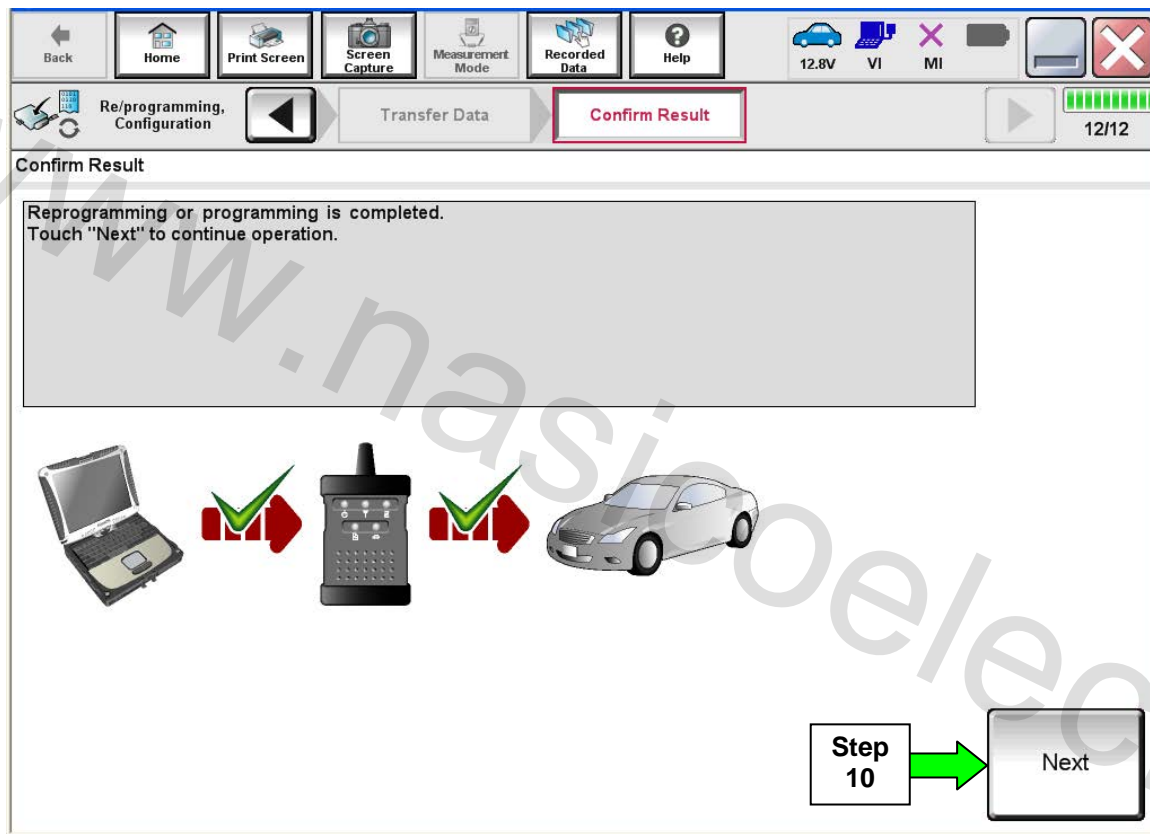 Back
Home
Print Screen
Screen
Capture
Measurement
Mode
Recorded
Data
Help
12.8V
VI
MI
Re/programming,
Configuration
Transfer Data
Confirm Result
12/12
Confirm Result
Reprogramming or programming is completed.
Touch "Next" to continue operation.
Step
10
Next
www.nasicoelec